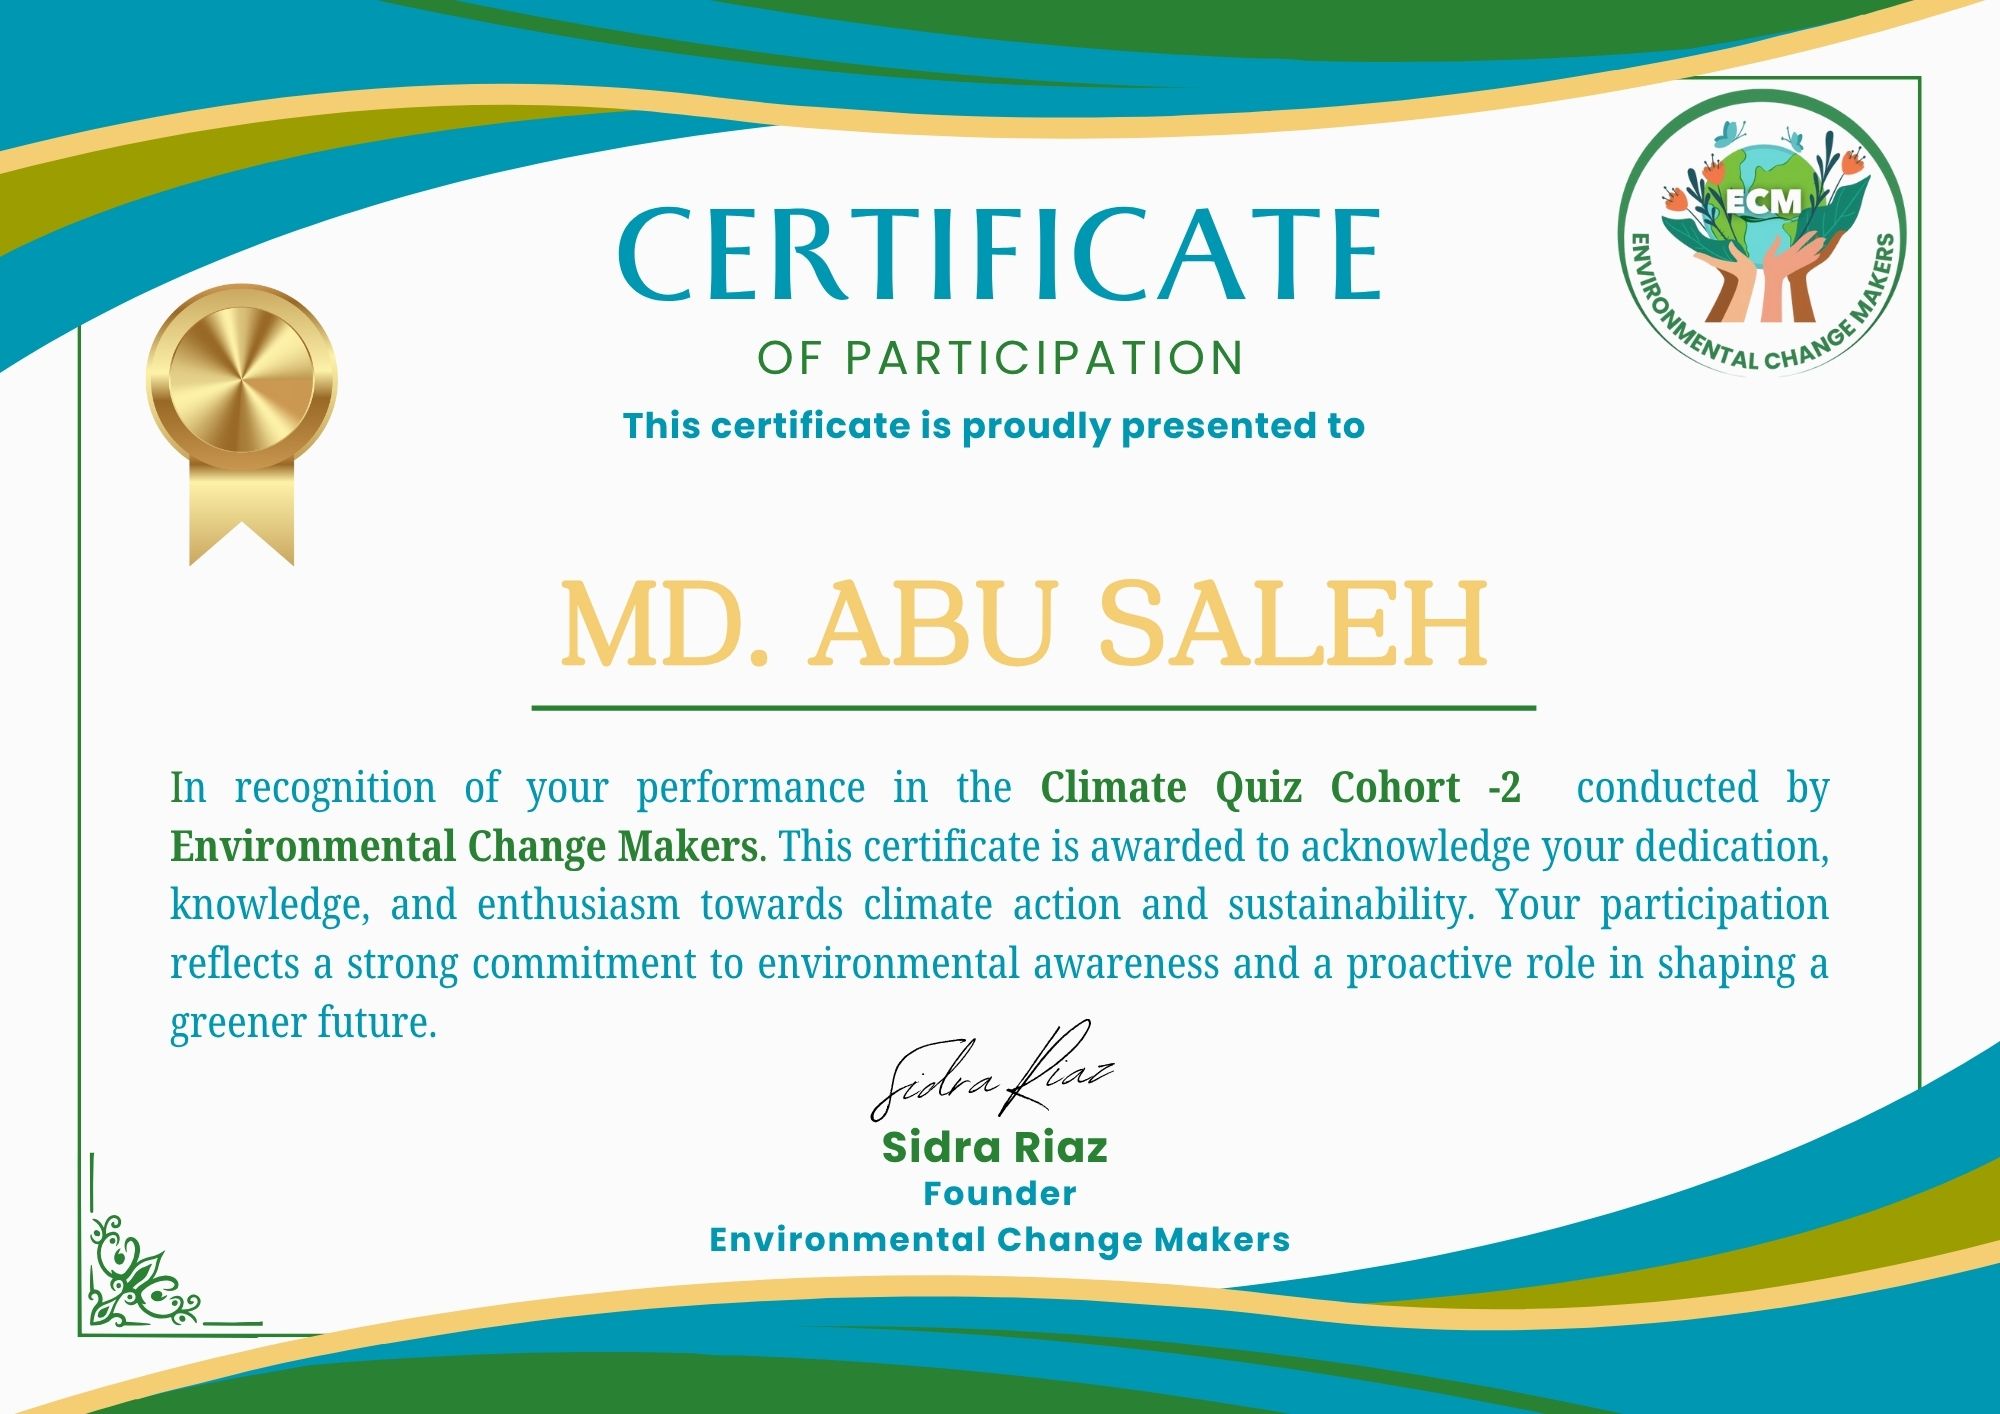 CERTIFICATE
OF PARTICIPATION
This certificate is proudly presented to
ECM
ENVIRONMENTAL CHANGE MAKERS
MD. ABU SALEH
In recognition of your performance in the Climate Quiz Cohort -2 conducted by
Environmental Change Makers. This certificate is awarded to acknowledge your dedication,
knowledge, and enthusiasm towards climate action and sustainability. Your participation
reflects a strong commitment to environmental awareness and a proactive role in shaping a
greener future.
Sidra Riaz
Sidra Riaz
Founder
Environmental Change Makers